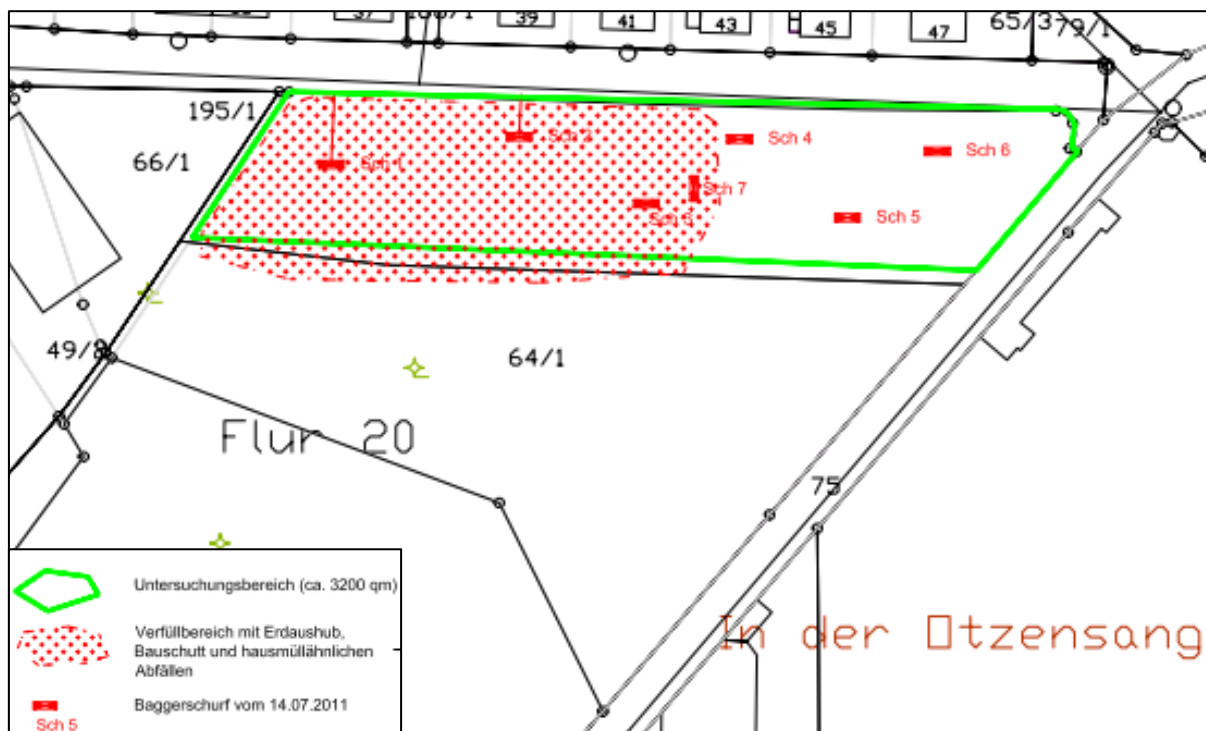 37
39
41
43
45
47
65/3
79/1
195/1
66/1
Sch 1
Sch 4
Sch 6
Sch 7
Sch 5
49/8
64/1
Flur 20
75
In der Otzensang
Untersuchungsbereich (ca. 3200 qm)
Verfüllbereich mit Erdaushub,
Bauschutt und hausmüllähnlichen
Abfällen
Baggerschurf vom 14.07.2011
Sch 5